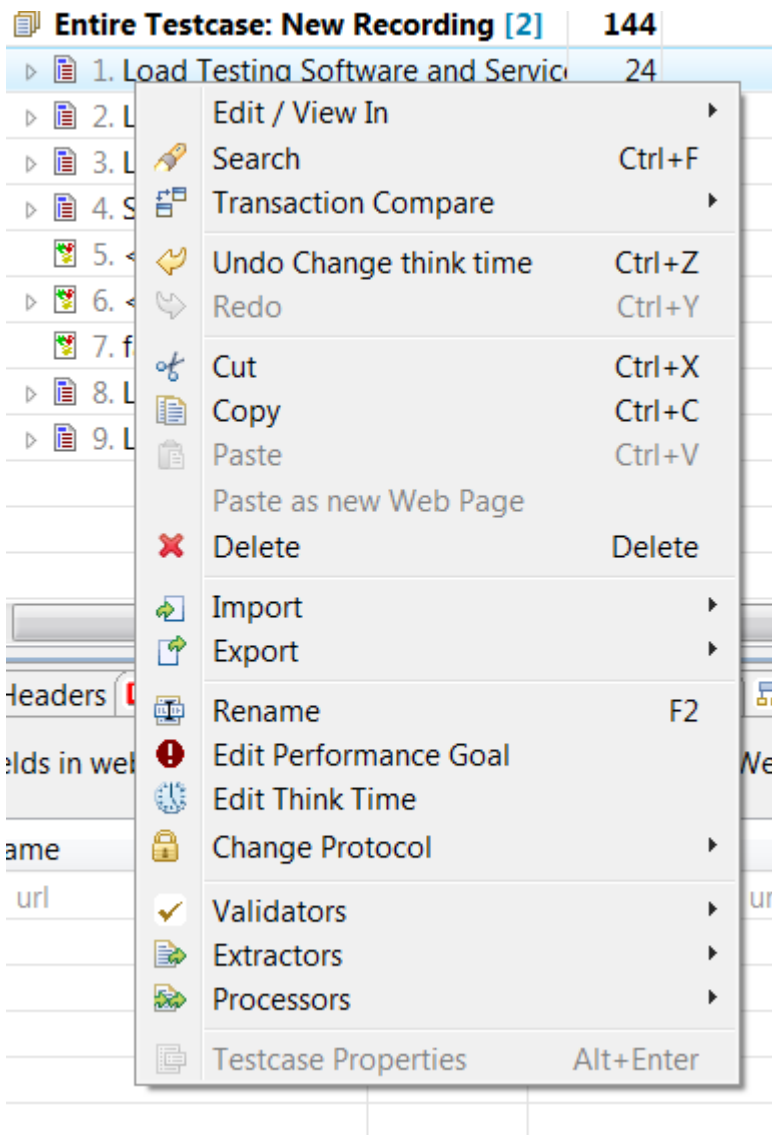 Entire Testcase: New Recording [2] 144
1. Load Testing Software and Servic 24
2. L
3. L
4. S
5. <
6. <
7. f
8. L
9. L
Edit / View In
Search Ctrl+F
Transaction Compare
Undo Change think time Ctrl+Z
Redo Ctrl+Y
Cut Ctrl+X
Copy Ctrl+C
Paste Ctrl+V
Paste as new Web Page
Delete Delete
Import
Export
Rename F2
Edit Performance Goal
Edit Think Time
Change Protocol
Validators
Extractors
Processors
Testcase Properties Alt+Enter
Headers
elds in wel We
ame
url ur